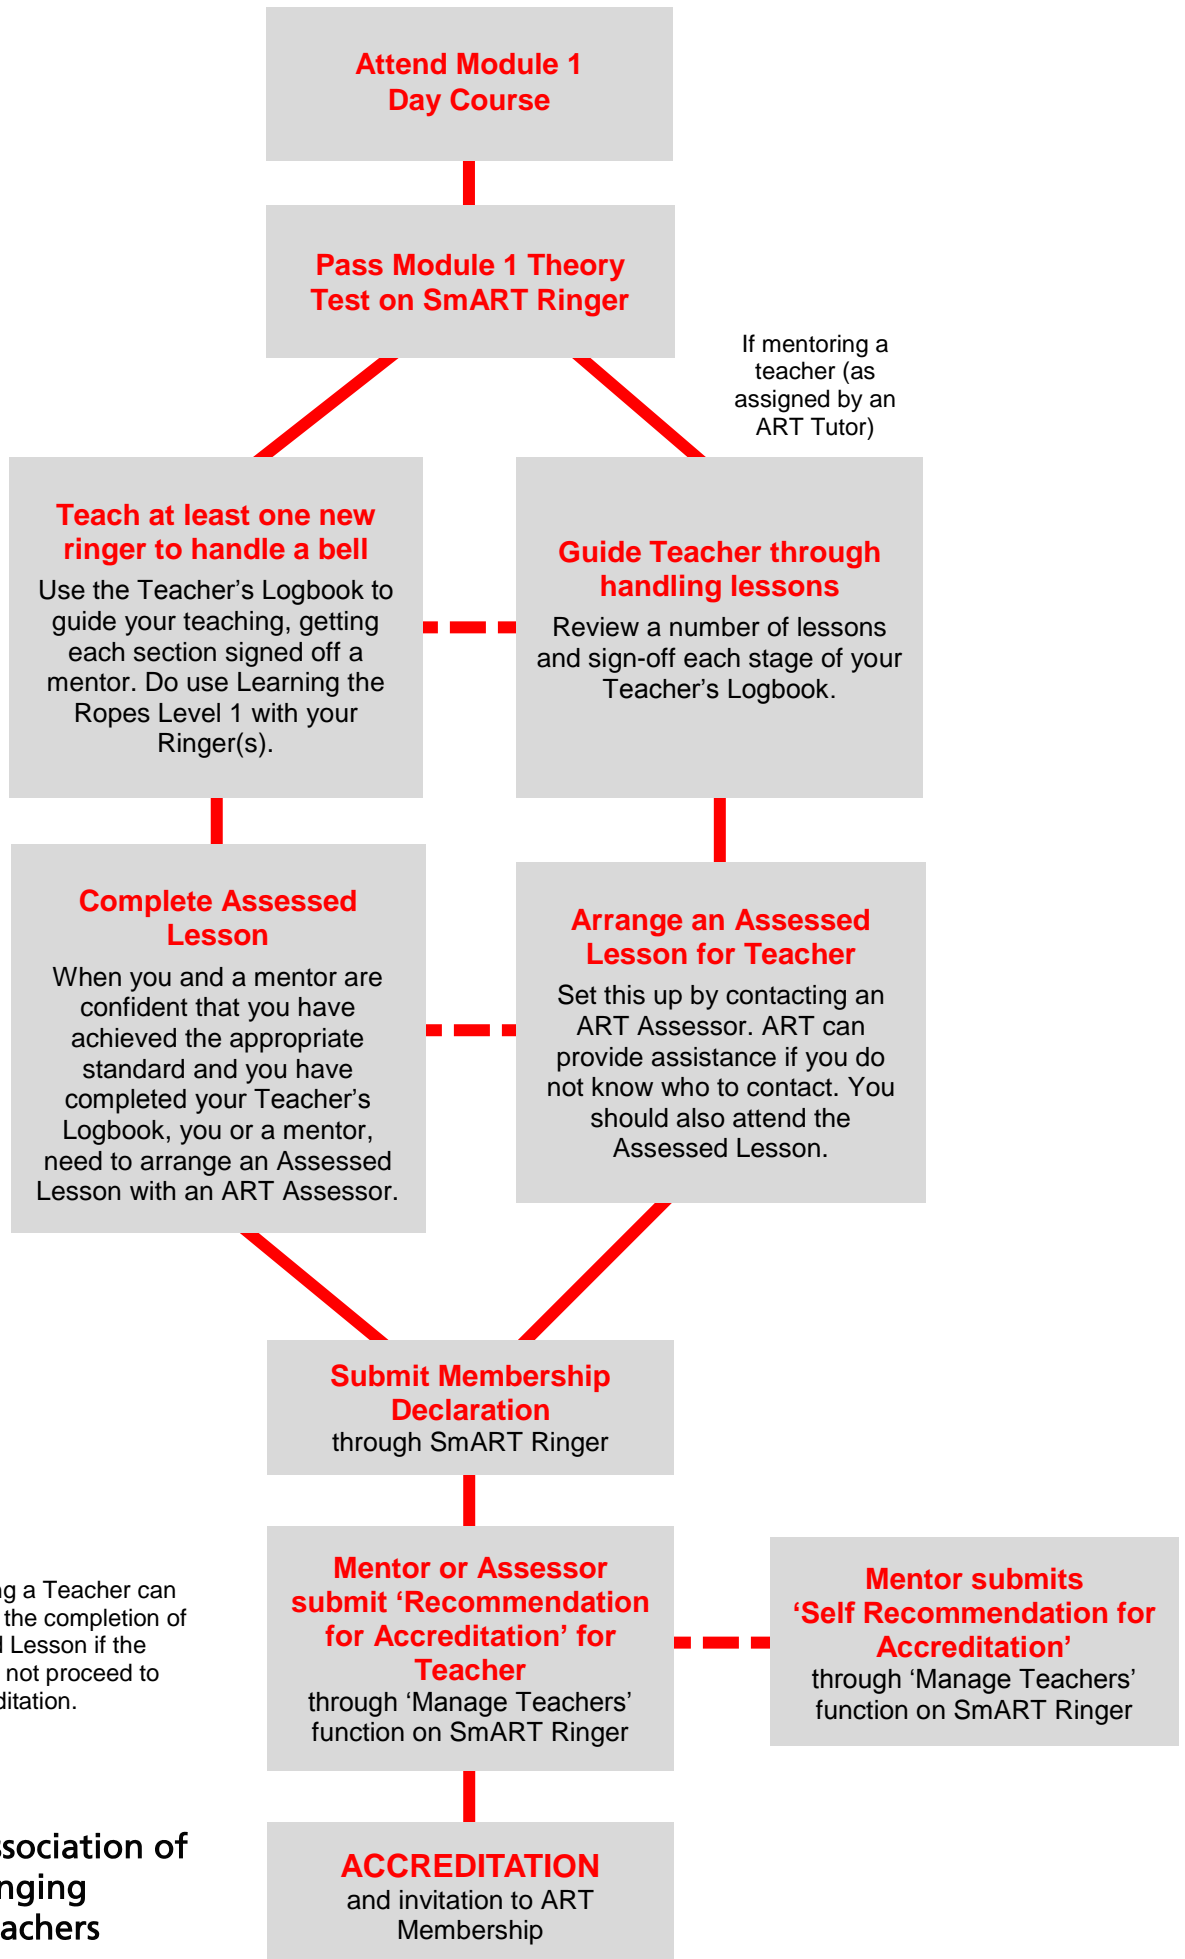 Attend Module 1
Day Course
Pass Module 1 Theory
Test on SmART Ringer
If mentoring a
teacher (as
assigned by an
ART Tutor)
Teach at least one new
ringer to handle a bell
Use the Teacher’s Logbook to
guide your teaching, getting
each section signed off a
mentor. Do use Learning the
Ropes Level 1 with your
Ringer(s).
Guide Teacher through
handling lessons
Review a number of lessons
and sign-off each stage of your
Teacher’s Logbook.
Complete Assessed
Lesson
When you and a mentor are
confident that you have
achieved the appropriate
standard and you have
completed your Teacher’s
Logbook, you or a mentor,
need to arrange an Assessed
Lesson with an ART Assessor.
Arrange an Assessed
Lesson for Teacher
Set this up by contacting an
ART Assessor. ART can
provide assistance if you do
not know who to contact. You
should also attend the
Assessed Lesson.
Submit Membership
Declaration
through SmART Ringer
Mentor or Assessor
submit ‘Recommendation
for Accreditation’ for
Teacher
through ‘Manage Teachers’
function on SmART Ringer
Mentor submits
‘Self Recommendation for
Accreditation’
through ‘Manage Teachers’
function on SmART Ringer
a Teacher can
the completion of
Lesson if the
not proceed to
ACCREDITATION
and invitation to ART
Membership
of